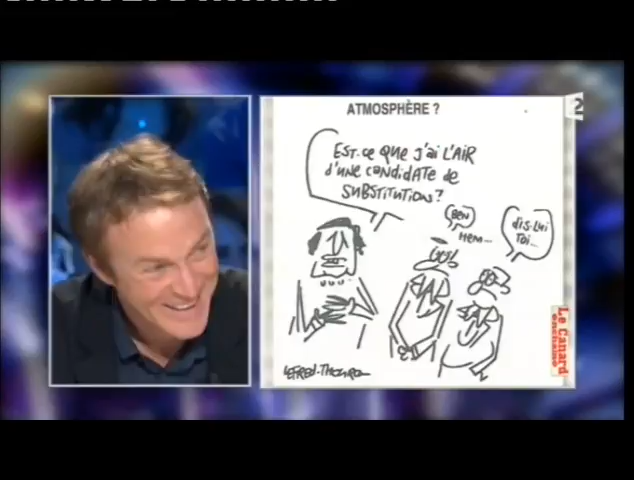 2
ATMOSPHÈRE ?
EST-CE QUE J'AI L'AIR
D'UNE CANDIDATE DE
SUBSTITUTION?
BEN
HEM...
DIS-LUI
TOI...
Le Canard
enchaîné
LEFRED-THOURON